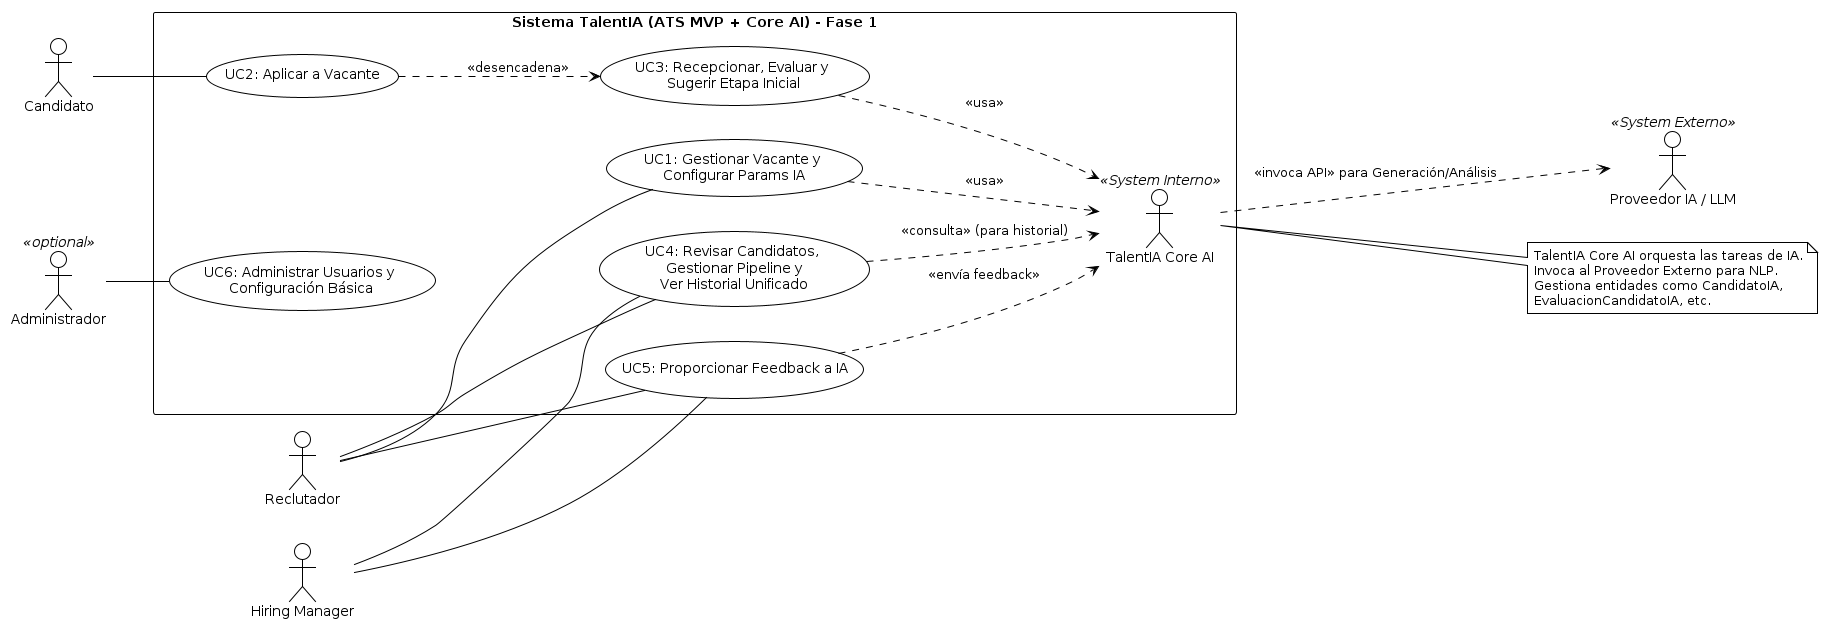 Sistema TalentIA (ATS MVP + Core AI) - Fase 1
Candidato
UC2: Aplicar a Vacante
«desencadena»
UC3: Recepcionar, Evaluar y
Sugerir Etapa Inicial
«usa»
UC1: Gestionar Vacante y
Configurar Params IA
«usa»
«System Interno»
TalentIA Core AI
«invoca API» para Generación/Análisis
«System Externo»
Proveedor IA / LLM
«optional»
Administrador
UC6: Administrar Usuarios y
Configuración Básica
UC4: Revisar Candidatos,
Gestionar Pipeline y
Ver Historial Unificado
«consulta» (para historial)
«envía feedback»
TalentIA Core AI orquesta las tareas de IA.
Invoca al Proveedor Externo para NLP.
Gestiona entidades como CandidatoIA,
EvaluacionCandidatoIA, etc.
UC5: Proporcionar Feedback a IA
Reclutador
Hiring Manager